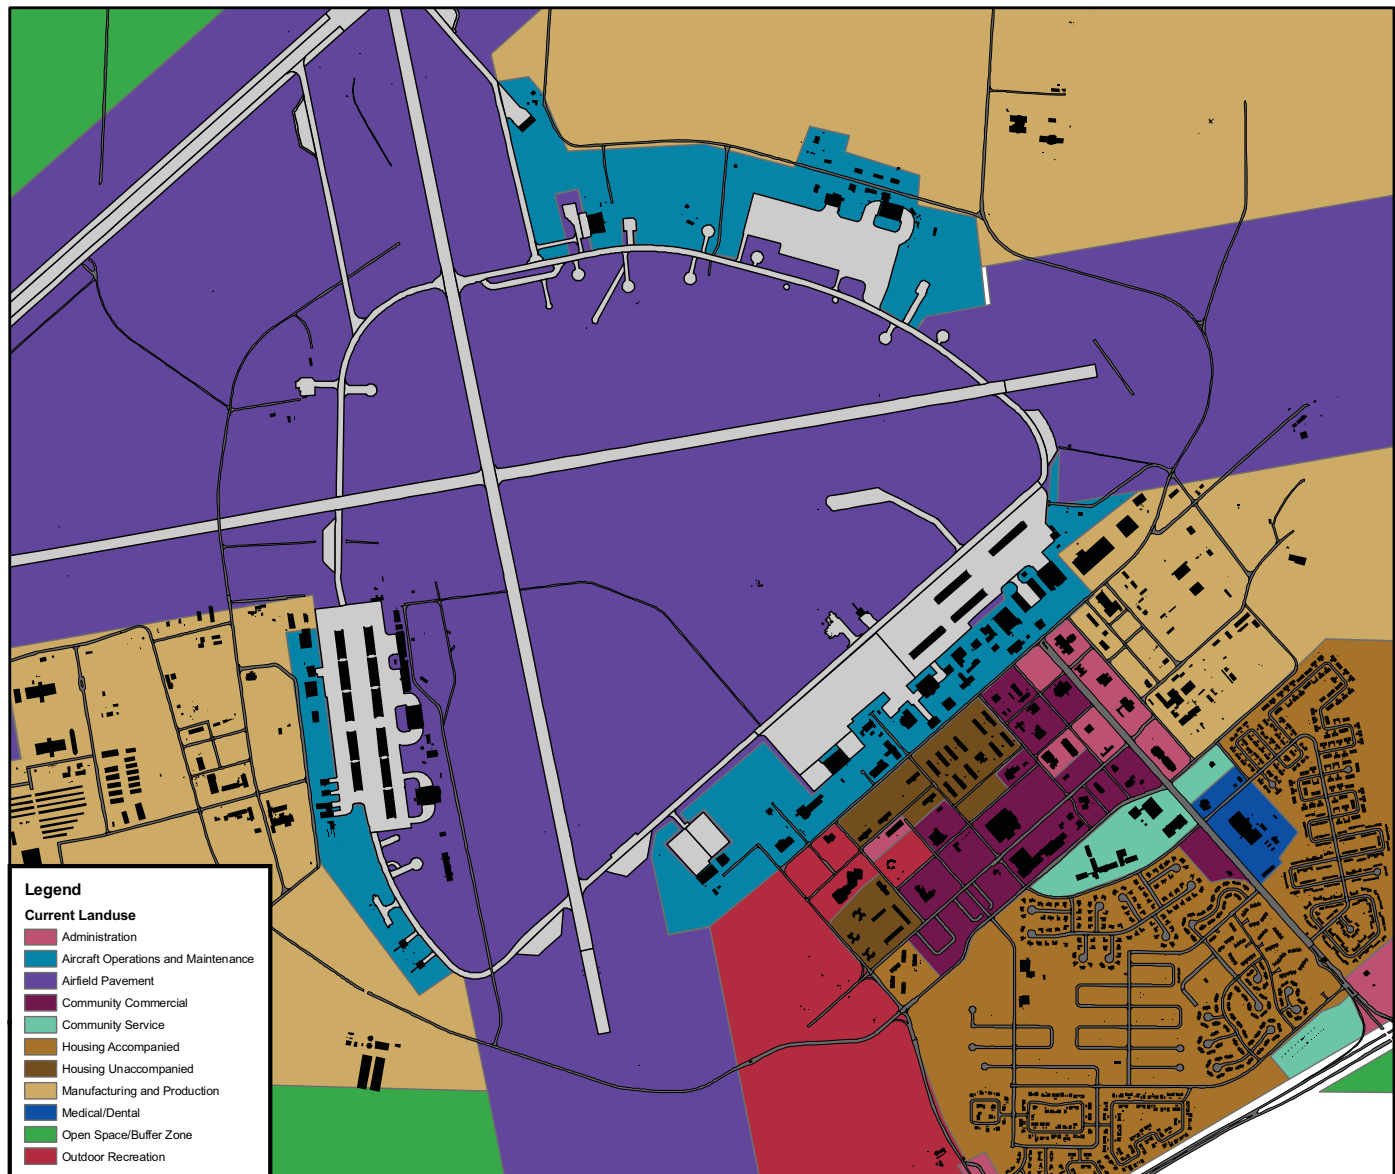 Legend
Current Landuse
Administration
Aircraft Operations and Maintenance
Airfield Pavement
Community Commercial
Community Service
Housing Accompanied
Housing Unaccompanied
Manufacturing and Production
Medical/Dental
Open Space/Buffer Zone
Outdoor Recreation